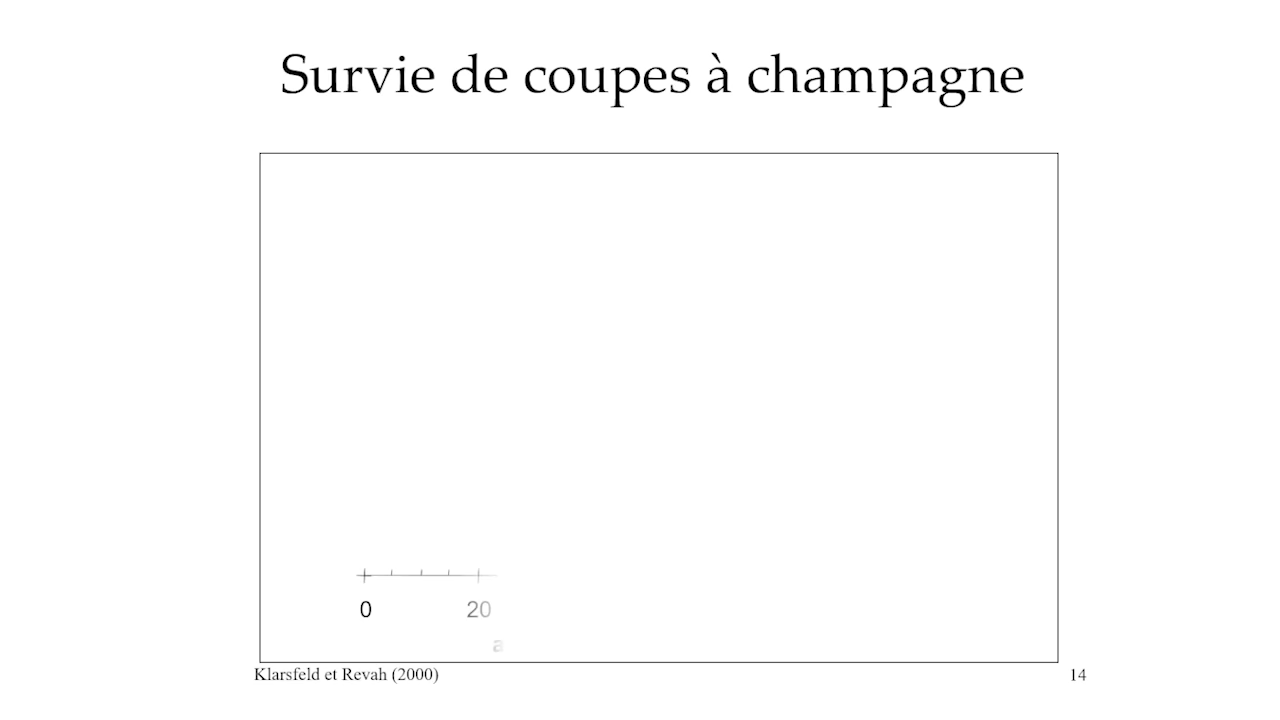 Survie de coupes à champagne
0 20
Klarsfeld et Revah (2000)
14